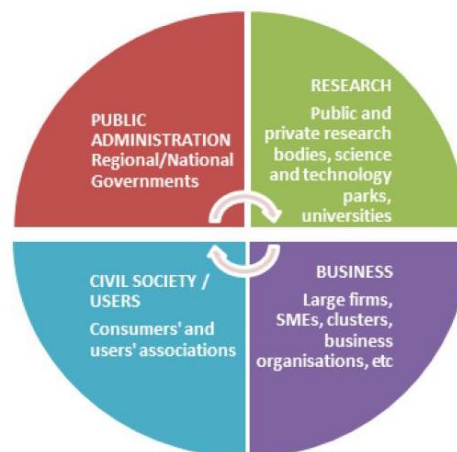 PUBLIC
ADMINISTRATION
Regional/National
Governments
RESEARCH
Public and
private research
bodies, science
and technology
parks,
universities
CIVIL SOCIETY /
USERS
Consumers' and
users' associations
BUSINESS
Large firms,
SMEs, clusters,
business
organisations, etc